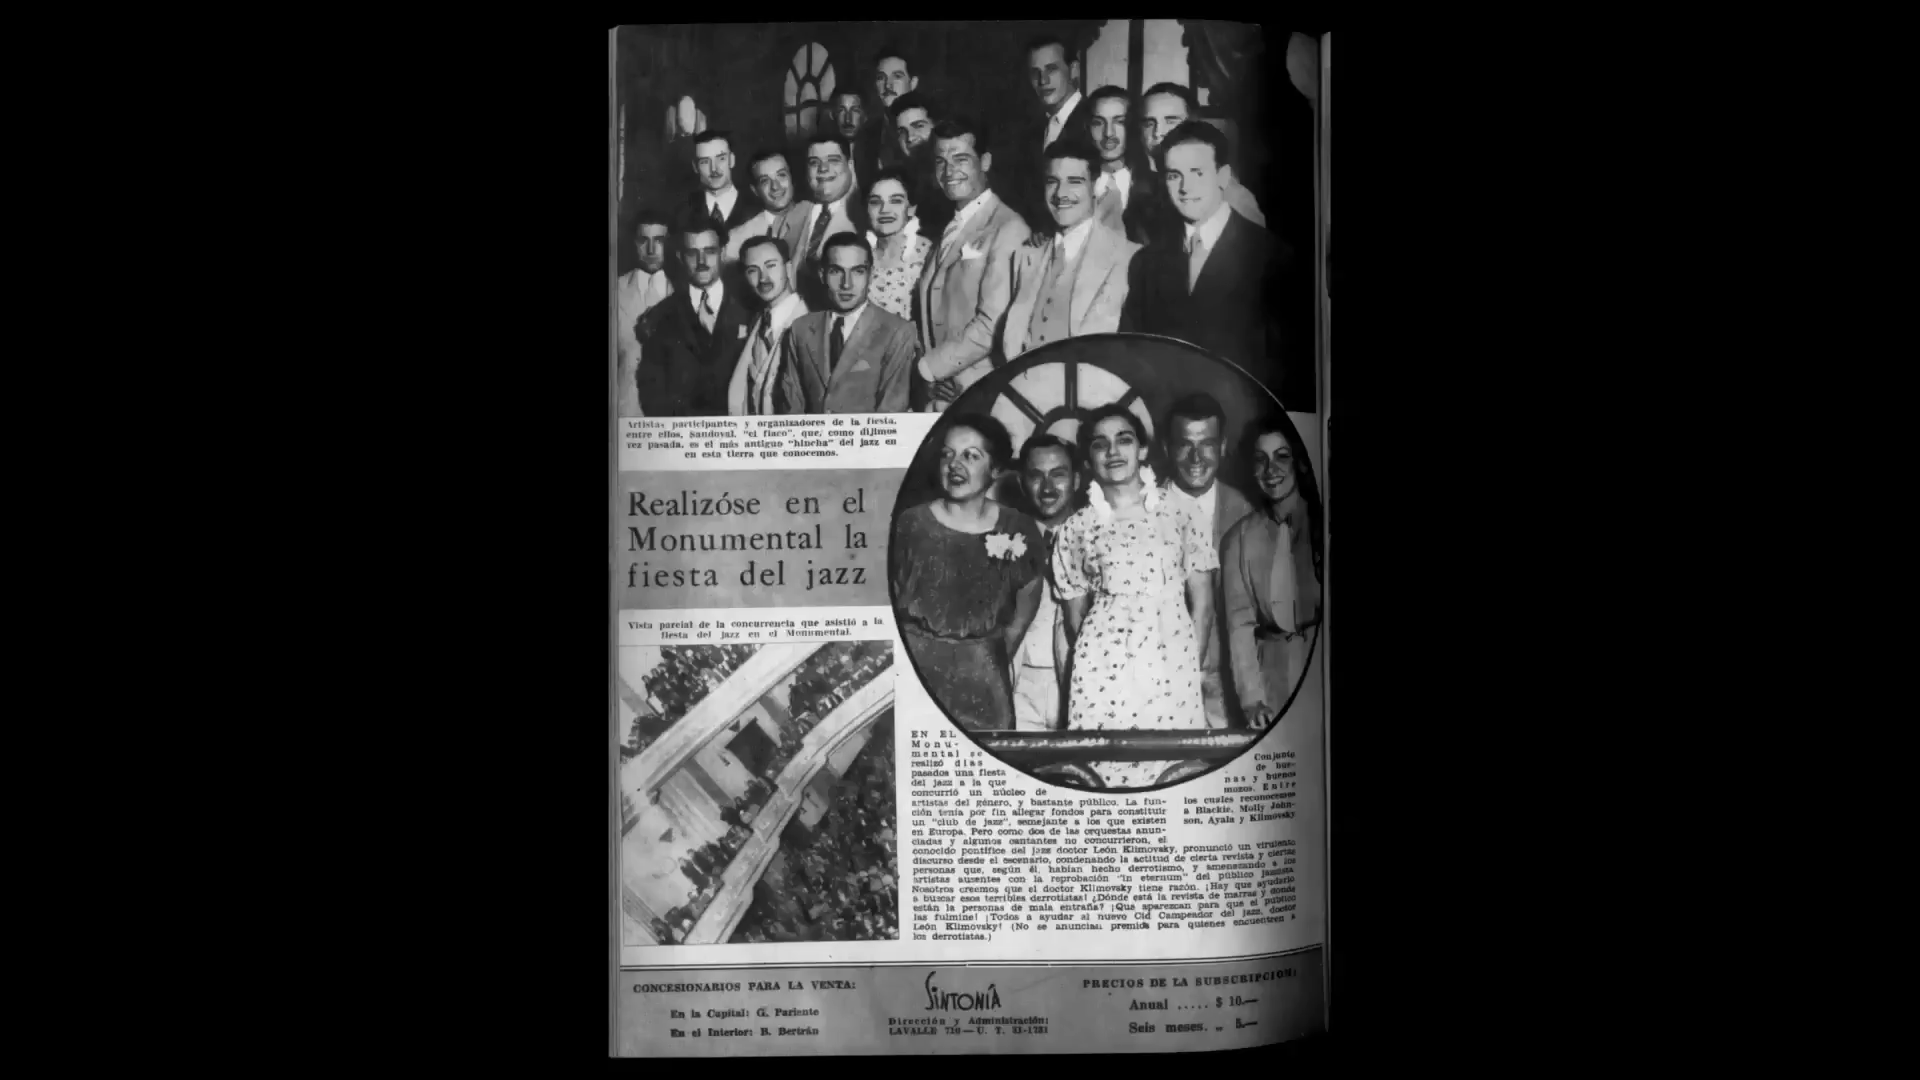 Artistas participantes y organizadores de la fiesta,
entre ellos, Sandoval, "el flaco", que, como dijimos
vez pasada, es el más antiguo "hincha" del jazz en
en esta tierra que conocemos.
Realizóse en el
Monumental la
fiesta del jazz
Vista parcial de la concurrencia que asistió a la
fiesta del jazz en el Monumental.
EN EL
Monu-
mental se
realizó días
pasados una fiesta
del jazz a la que
concurrió un núcleo de
artistas del género, y bastante público. La fun-
ción tenía por fin allegar fondos para constituir
un "club de jazz", semejante a los que existen
en Europa. Pero como dos de las orquestas anun-
ciadas y algunos cantantes no concurrieron, el
conocido pontífice del jazz doctor León Klimovsky, pronunció un virulento
discurso desde el escenario, condenando la actitud de cierta revista y ciertas
personas que, según él, habían hecho derrotismo, y amenazando a los
artistas ausentes con la reprobación "in eternum" del público jazzista.
Nosotros creemos que el doctor Klimovsky tiene razón. ¡Hay que ayudarlo
a buscar esos terribles derrotistas! ¿Dónde está la revista de marras y donde
están la personas de mala entraña? ¡Que aparezcan para que el público
las fulmine! ¡Todos a ayudar al nuevo Cid Campeador del jazz, doctor
León Klimovsky! (No se anuncian premios para quienes encuentren a
los derrotistas.)
Conjunto
de bue-
nas y buenos
mozos. Entre
los cuales reconocemos
a Blackie, Molly John-
son, Ayala y Klimovsky
CONCESIONARIOS PARA LA VENTA:
En la Capital: G. Pariente
En el Interior: B. Bertrán
SINTONÍA
Dirección y Administración:
LAVALLE 710 — U. T. 31-1781
PRECIOS DE LA SUBSCRIPCION:
Anual ..... $ 10.—
Seis meses. „ 5.—